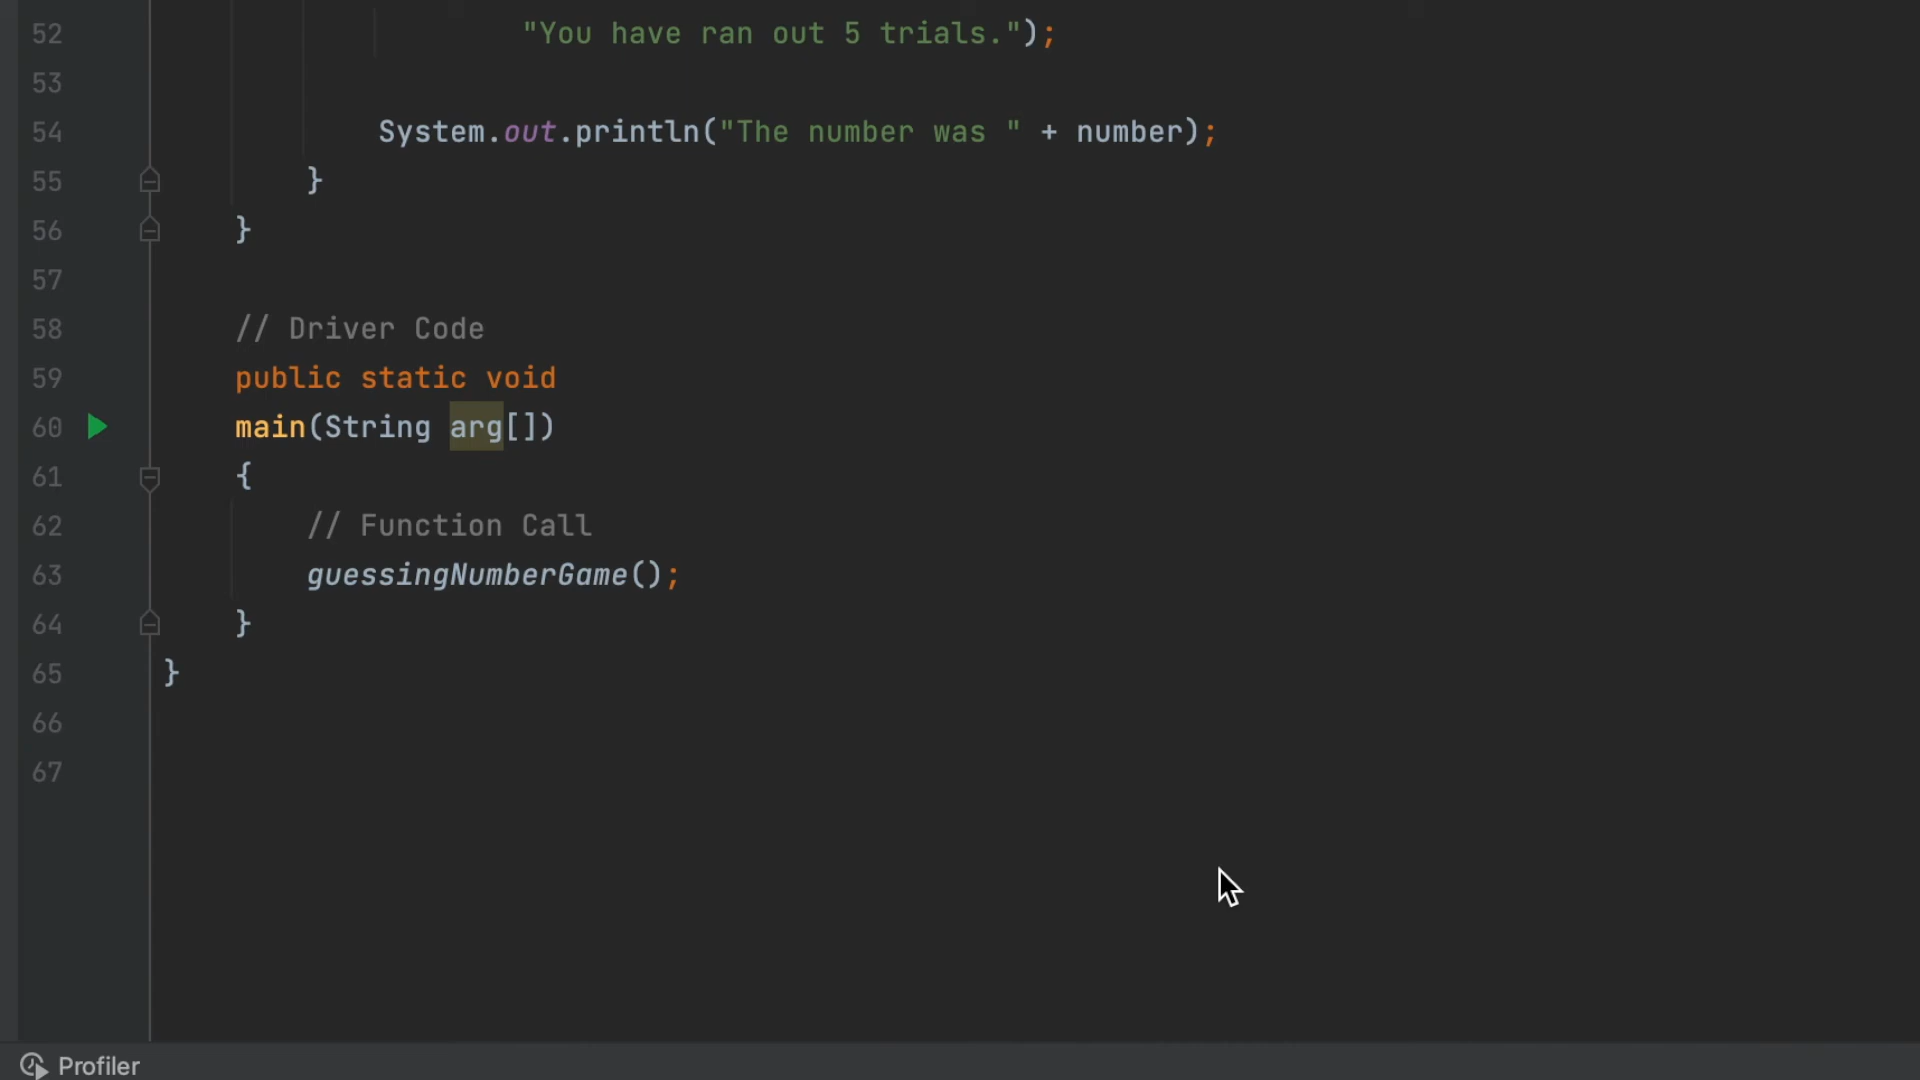 52 "You have ran out 5 trials.");
53
54 System.out.println("The number was " + number);
55 }
56 }
57
58 // Driver Code
59 public static void
60 main(String arg[])
61 {
62 // Function Call
63 guessingNumberGame();
64 }
65 }
66
67
Profiler